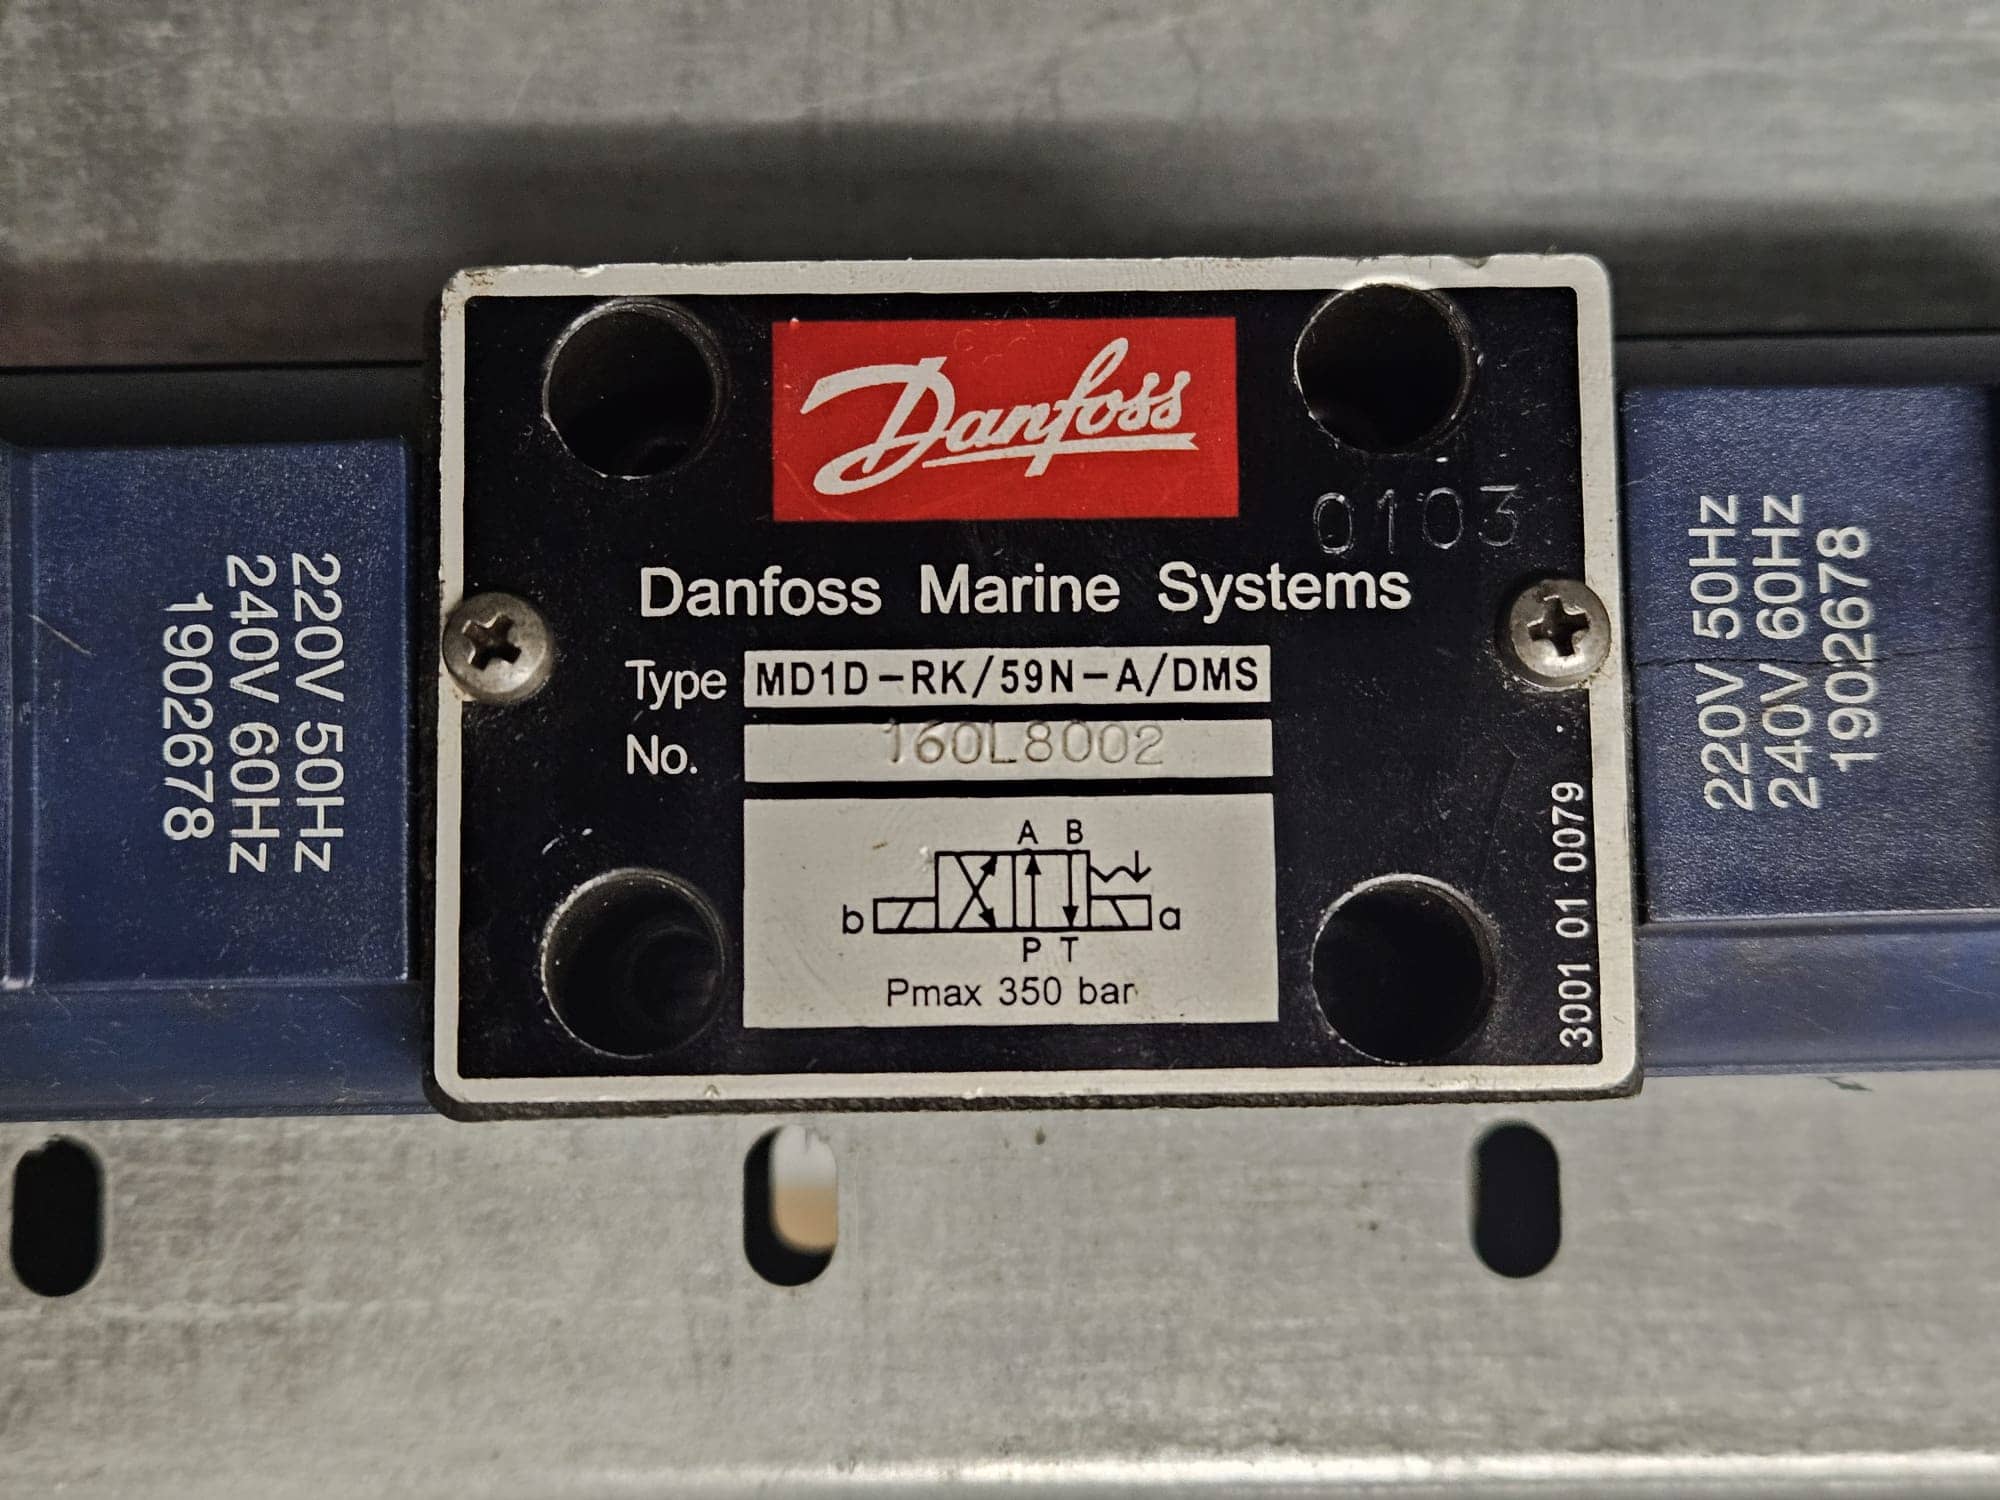 Danfoss
0103
Danfoss Marine Systems
Type MD1D-RK/59N-A/DMS
No. 160L8002
A B
b a
P T
Pmax 350 bar
3001 01 0079
220V 50Hz
240V 60Hz
1902678
220V 50Hz
240V 60Hz
1902678